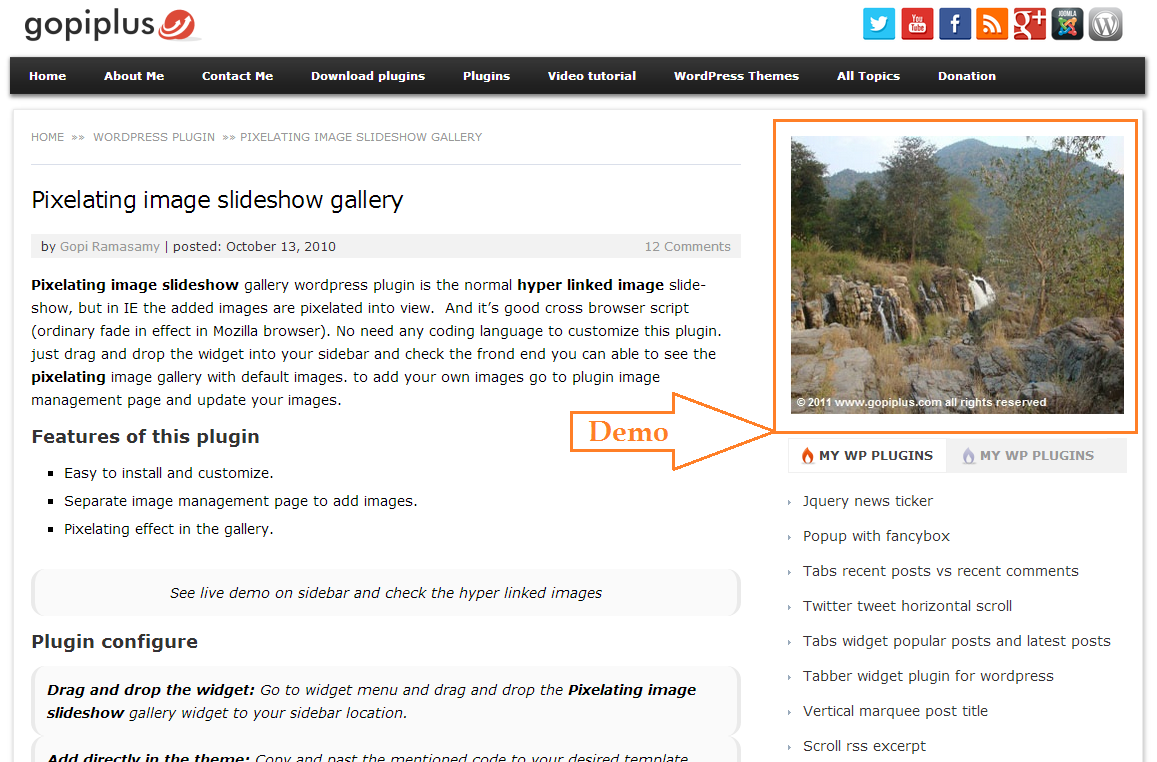 gopiplus
You
Tube
JOOMLA
Home About Me Contact Me Download plugins Plugins Video tutorial WordPress Themes All Topics Donation
HOME »» WORDPRESS PLUGIN »» PIXELATING IMAGE SLIDESHOW GALLERY
Pixelating image slideshow gallery
by Gopi Ramasamy | posted: October 13, 2010 12 Comments
Pixelating image slideshow gallery wordpress plugin is the normal hyper linked image slide-
show, but in IE the added images are pixelated into view. And it's good cross browser script
(ordinary fade in effect in Mozilla browser). No need any coding language to customize this plugin.
just drag and drop the widget into your sidebar and check the frond end you can able to see the
pixelating image gallery with default images. to add your own images go to plugin image
management page and update your images.
Features of this plugin
Easy to install and customize.
Separate image management page to add images.
Pixelating effect in the gallery.
See live demo on sidebar and check the hyper linked images
Plugin configure
Drag and drop the widget: Go to widget menu and drag and drop the Pixelating image
slideshow gallery widget to your sidebar location.
Add directly in the theme: Copy and past the mentioned code to your desired template
© 2011 www.gopiplus.com all rights reserved
Demo
MY WP PLUGINS MY WP PLUGINS
Jquery news ticker
Popup with fancybox
Tabs recent posts vs recent comments
Twitter tweet horizontal scroll
Tabs widget popular posts and latest posts
Tabber widget plugin for wordpress
Vertical marquee post title
Scroll rss excerpt